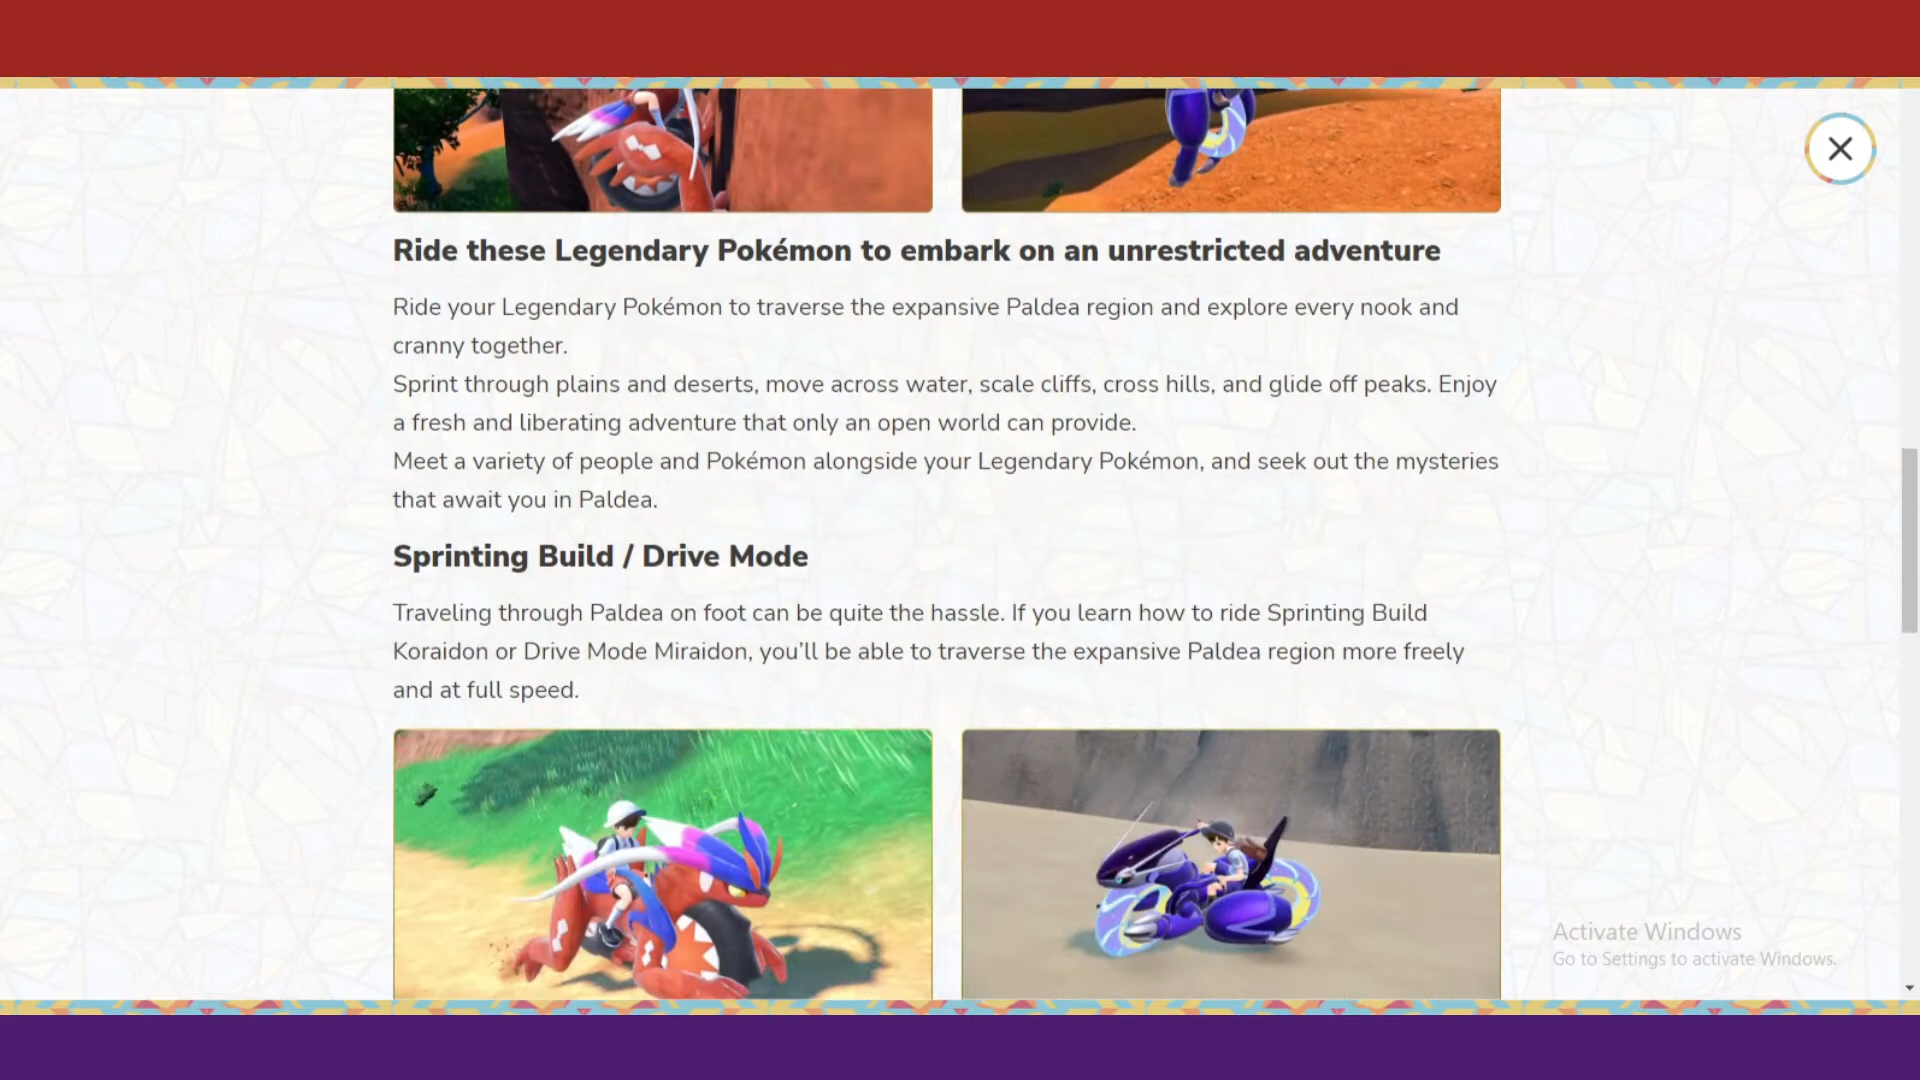 Ride these Legendary Pokémon to embark on an unrestricted adventure
Ride your Legendary Pokémon to traverse the expansive Paldea region and explore every nook and
cranny together.
Sprint through plains and deserts, move across water, scale cliffs, cross hills, and glide off peaks. Enjoy
a fresh and liberating adventure that only an open world can provide.
Meet a variety of people and Pokémon alongside your Legendary Pokémon, and seek out the mysteries
that await you in Paldea.
Sprinting Build / Drive Mode
Traveling through Paldea on foot can be quite the hassle. If you learn how to ride Sprinting Build
Koraidon or Drive Mode Miraidon, you’ll be able to traverse the expansive Paldea region more freely
and at full speed.
Activate Windows
Go to Settings to activate Windows.